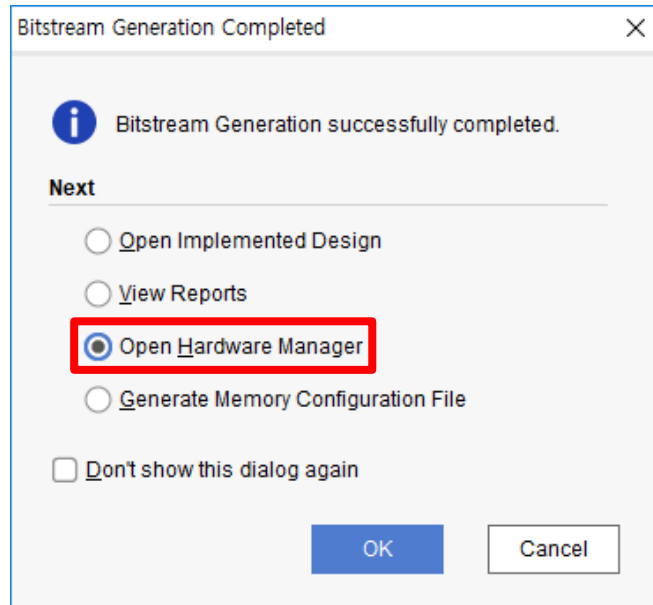 Bitstream Generation Completed
Bitstream Generation successfully completed.
Next
Open Implemented Design
View Reports
Open Hardware Manager
Generate Memory Configuration File
Don't show this dialog again
OK
Cancel